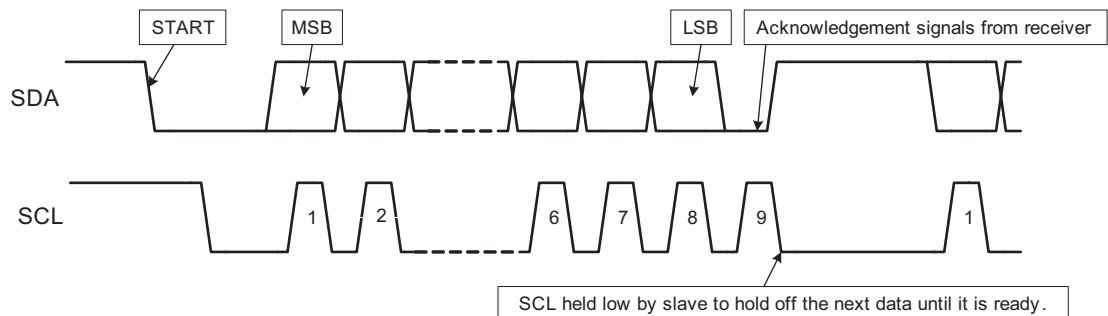 START
MSB
LSB
Acknowledgement signals from receiver
SDA
SCL
1
2
6
7
8
9
1
SCL held low by slave to hold off the next data until it is ready.